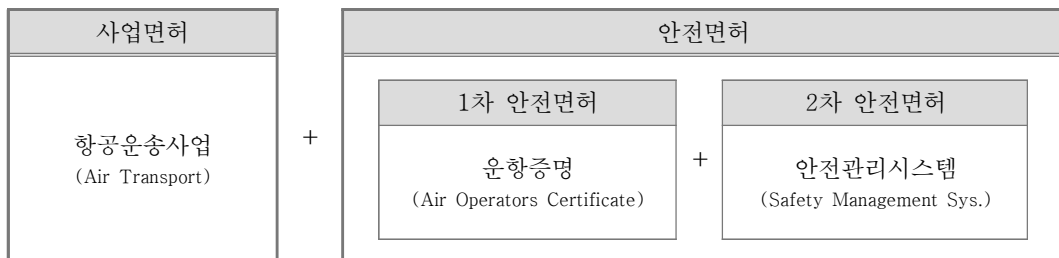 사업면허
항공운송사업
(Air Transport)
+
안전면허
1차 안전면허
운항증명
(Air Operators Certificate)
+
2차 안전면허
안전관리시스템
(Safety Management Sys.)